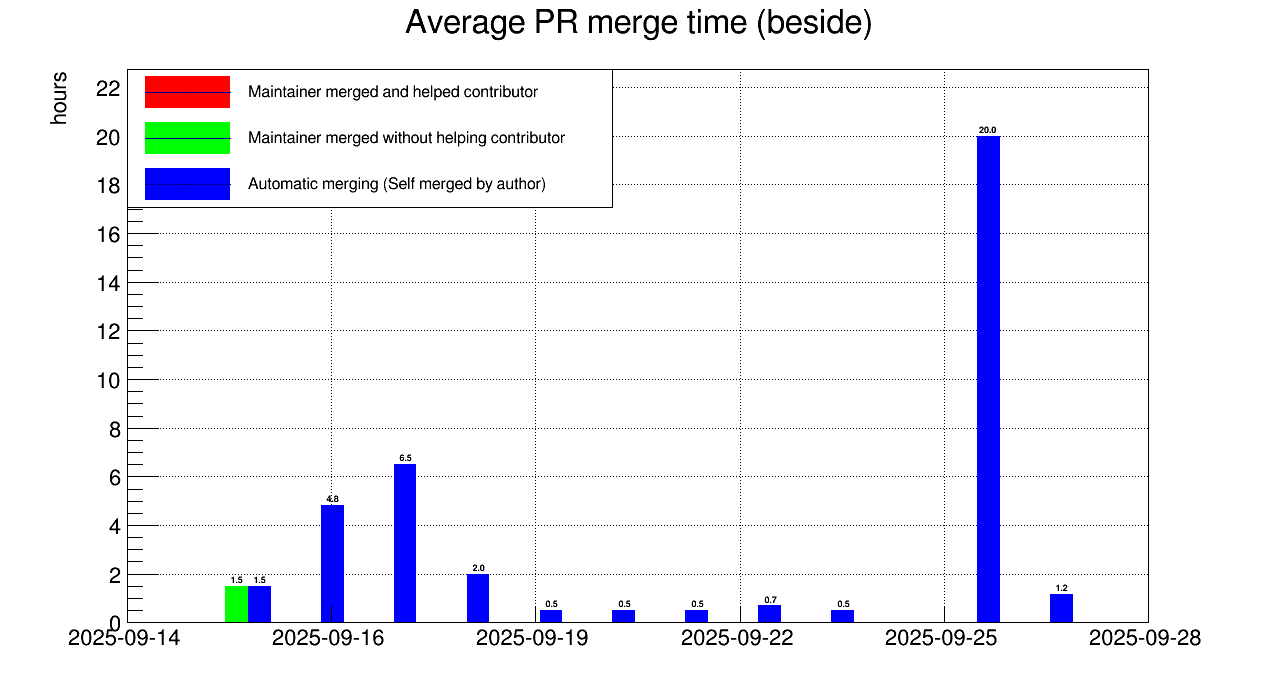 Average PR merge time (beside)
hours
Maintainer merged and helped contributor
Maintainer merged without helping contributor
Automatic merging (Self merged by author)
22
20
18
16
14
12
10
8
6
4
2
0
20.0
6.5
4.8
2.0
1.5 1.5
0.5 0.5 0.5 0.7 0.5
1.2
2025-09-14 2025-09-16 2025-09-19 2025-09-22 2025-09-25 2025-09-28